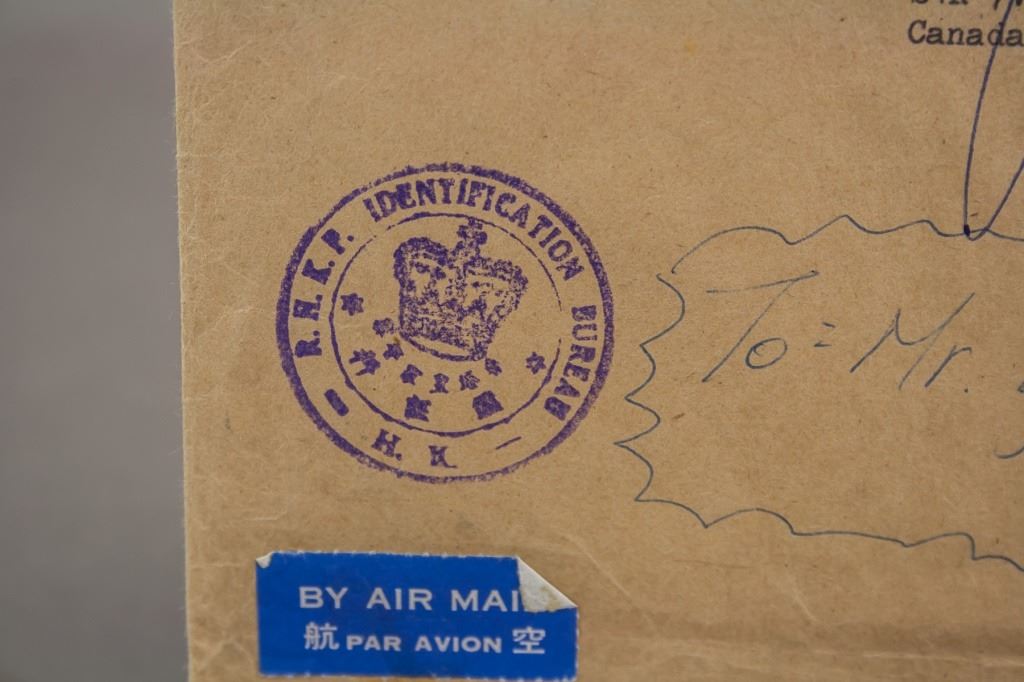 Canada
R.H.K.P. IDENTIFICATION BUREAU
H. K.
To: Mr.
BY AIR MAI
航 PAR AVION 空